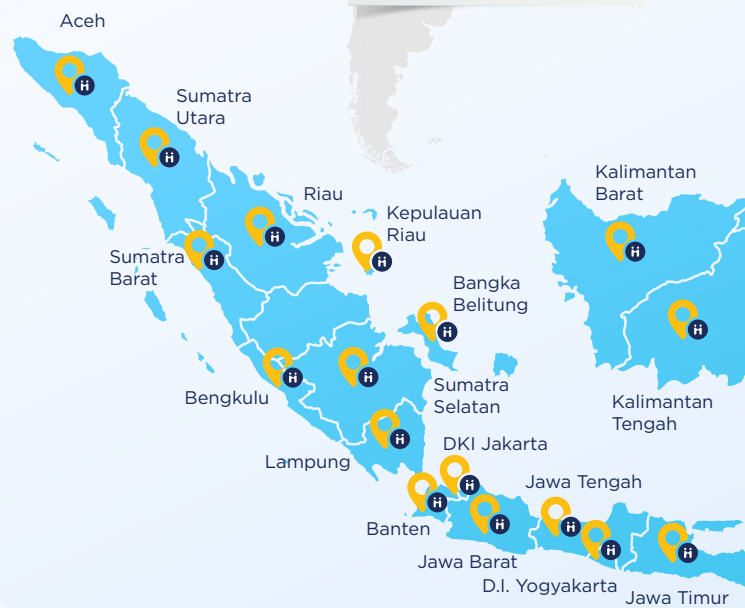 Aceh
Sumatra
Utara
Riau
Kepulauan
Riau
Kalimantan
Barat
Sumatra
Barat
Bangka
Belitung
Bengkulu
Sumatra
Selatan
Kalimantan
Tengah
Lampung
DKI Jakarta
Jawa Tengah
Banten
Jawa Barat
D.I. Yogyakarta
Jawa Timur